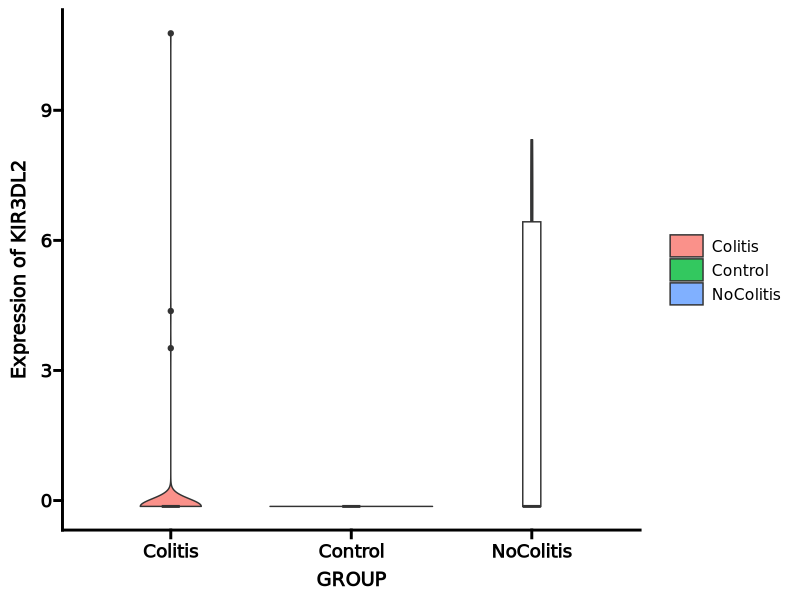 Expression of KIR3DL2
9
6
3
0
Colitis
Control
NoColitis
GROUP
Colitis
Control
NoColitis